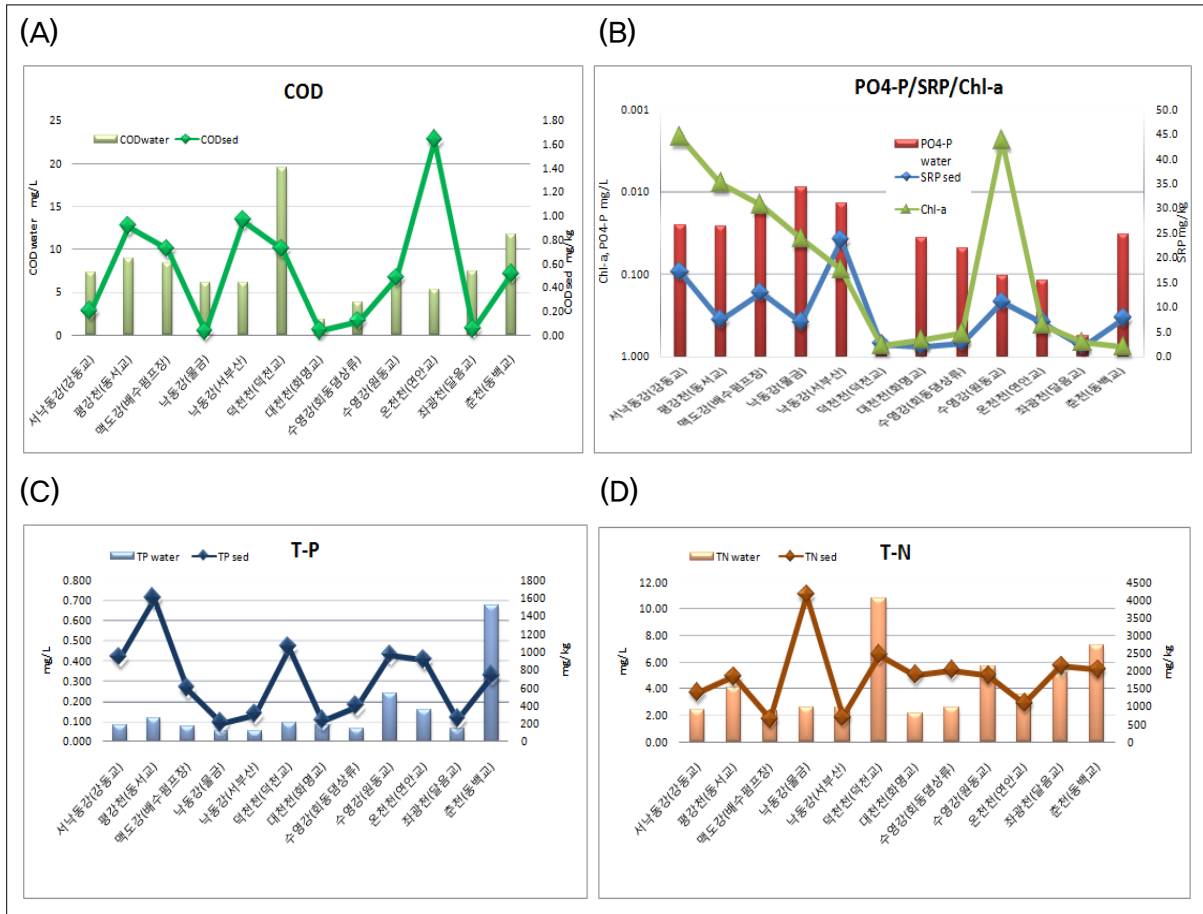 (A)
COD
CODwater
CODsed
CODwater mg/L
25
20
15
10
5
0
1.80
1.60
1.40
1.20
1.00
0.80
0.60
0.40
0.20
0.00
CODsed mg/kg
서낙동강(강동교)
평강천(동서교)
맥도강(배수펌프장)
낙동강(물금)
낙동강(서부산)
덕천천(덕천교)
대천천(화명교)
수영강(회동댐상류)
수영강(원동교)
온천천(연안교)
좌광천(달음교)
춘천(동백교)
(B)
PO4-P/SRP/Chl-a
PO4-P water
SRP sed
Chl-a
Chl-a, PO4-P mg/L
0.001
0.010
0.100
1.000
50.0
45.0
40.0
35.0
30.0
25.0
20.0
15.0
10.0
5.0
0.0
SRP mg/kg
서낙동강(강동교)
평강천(동서교)
맥도강(배수펌프장)
낙동강(물금)
낙동강(서부산)
덕천천(덕천교)
대천천(화명교)
수영강(회동댐상류)
수영강(원동교)
온천천(연안교)
좌광천(달음교)
춘천(동백교)
(C)
T-P
TP water
TP sed
mg/L
0.800
0.700
0.600
0.500
0.400
0.300
0.200
0.100
0.000
1800
1600
1400
1200
1000
800
600
400
200
0
mg/kg
서낙동강(강동교)
평강천(동서교)
맥도강(배수펌프장)
낙동강(물금)
낙동강(서부산)
덕천천(덕천교)
대천천(화명교)
수영강(회동댐상류)
수영강(원동교)
온천천(연안교)
좌광천(달음교)
춘천(동백교)
(D)
T-N
TN water
TN sed
mg/L
12.00
10.00
8.00
6.00
4.00
2.00
0.00
4500
4000
3500
3000
2500
2000
1500
1000
500
0
mg/kg
서낙동강(강동교)
평강천(동서교)
맥도강(배수펌프장)
낙동강(물금)
낙동강(서부산)
덕천천(덕천교)
대천천(화명교)
수영강(회동댐상류)
수영강(원동교)
온천천(연안교)
좌광천(달음교)
춘천(동백교)